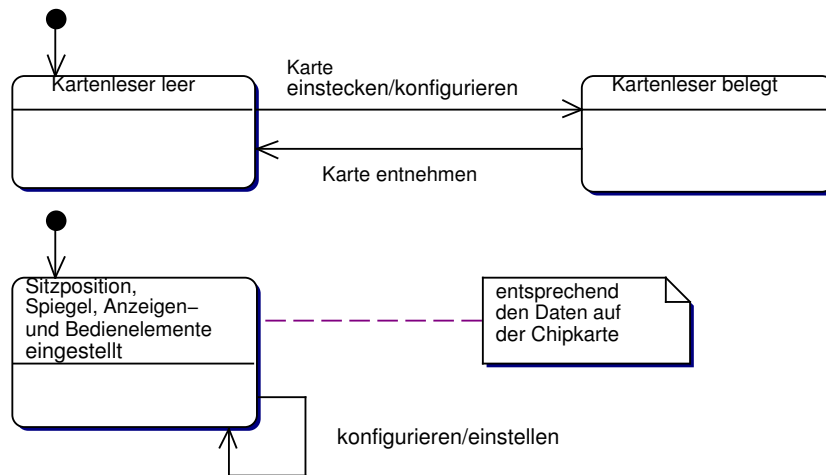 Kartenleser leer
Karte
einstecken/konfigurieren
Kartenleser belegt
Karte entnehmen
Sitzposition,
Spiegel, Anzeigen–
und Bedienelemente
eingestellt
entsprechend
den Daten auf
der Chipkarte
konfigurieren/einstellen